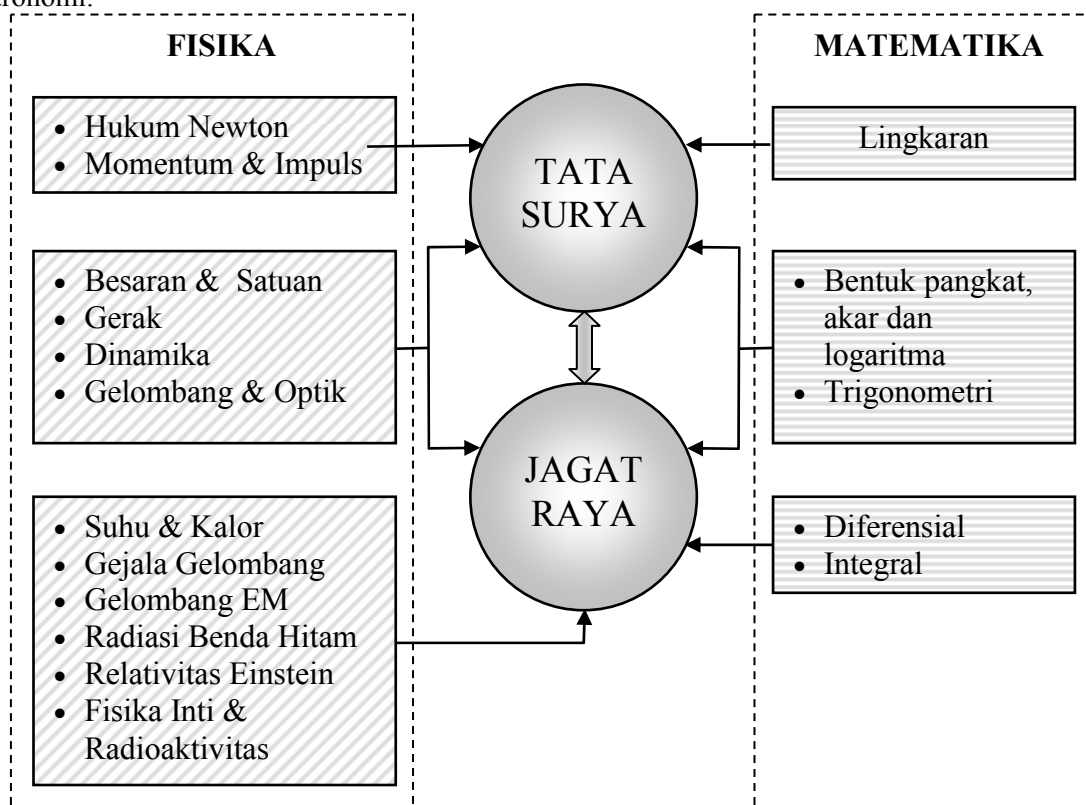 FISIKA
• Hukum Newton
• Momentum & Impuls
• Besaran & Satuan
• Gerak
• Dinamika
• Gelombang & Optik
• Suhu & Kalor
• Gejala Gelombang
• Gelombang EM
• Radiasi Benda Hitam
• Relativitas Einstein
• Fisika Inti &
Radioaktivitas
TATA
SURYA
JAGAT
RAYA
MATEMATIKA
Lingkaran
• Bentuk pangkat,
akar dan
logaritma
• Trigonometri
• Diferensial
• Integral